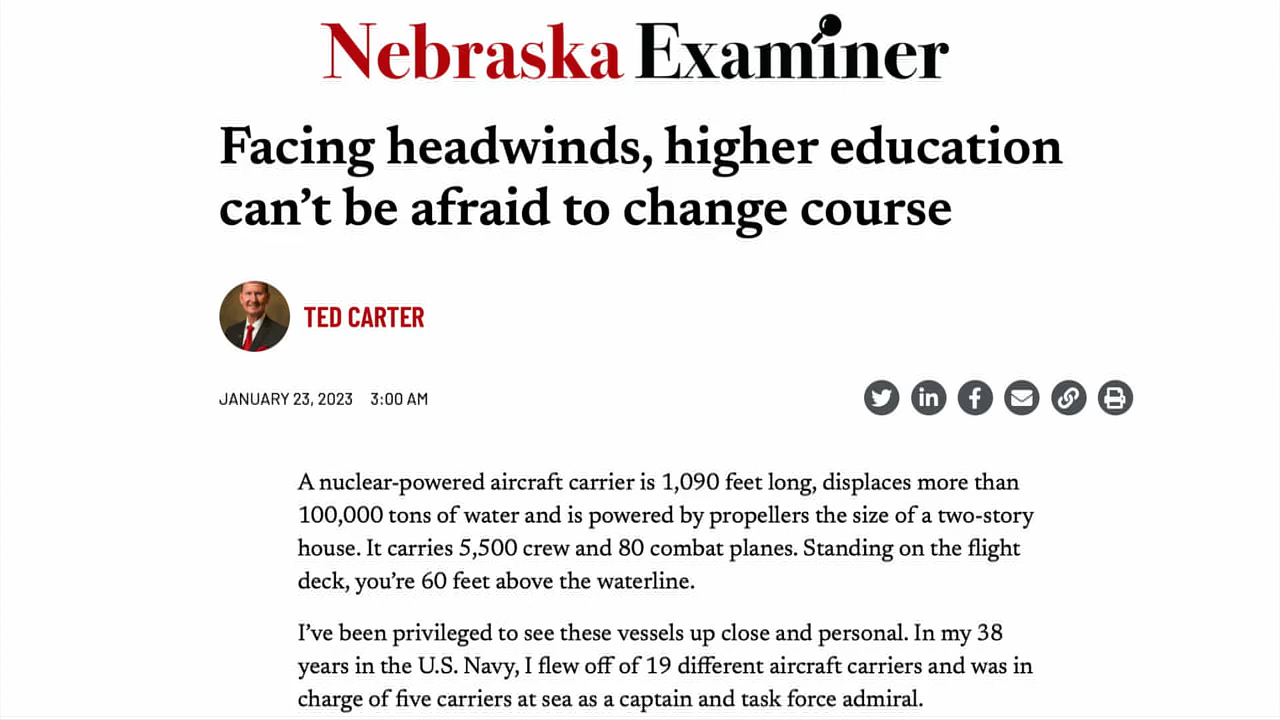 Nebraska Examiner
Facing headwinds, higher education
can’t be afraid to change course
TED CARTER
JANUARY 23, 2023 3:00 AM
A nuclear-powered aircraft carrier is 1,090 feet long, displaces more than
100,000 tons of water and is powered by propellers the size of a two-story
house. It carries 5,500 crew and 80 combat planes. Standing on the flight
deck, you’re 60 feet above the waterline.
I’ve been privileged to see these vessels up close and personal. In my 38
years in the U.S. Navy, I flew off of 19 different aircraft carriers and was in
charge of five carriers at sea as a captain and task force admiral.